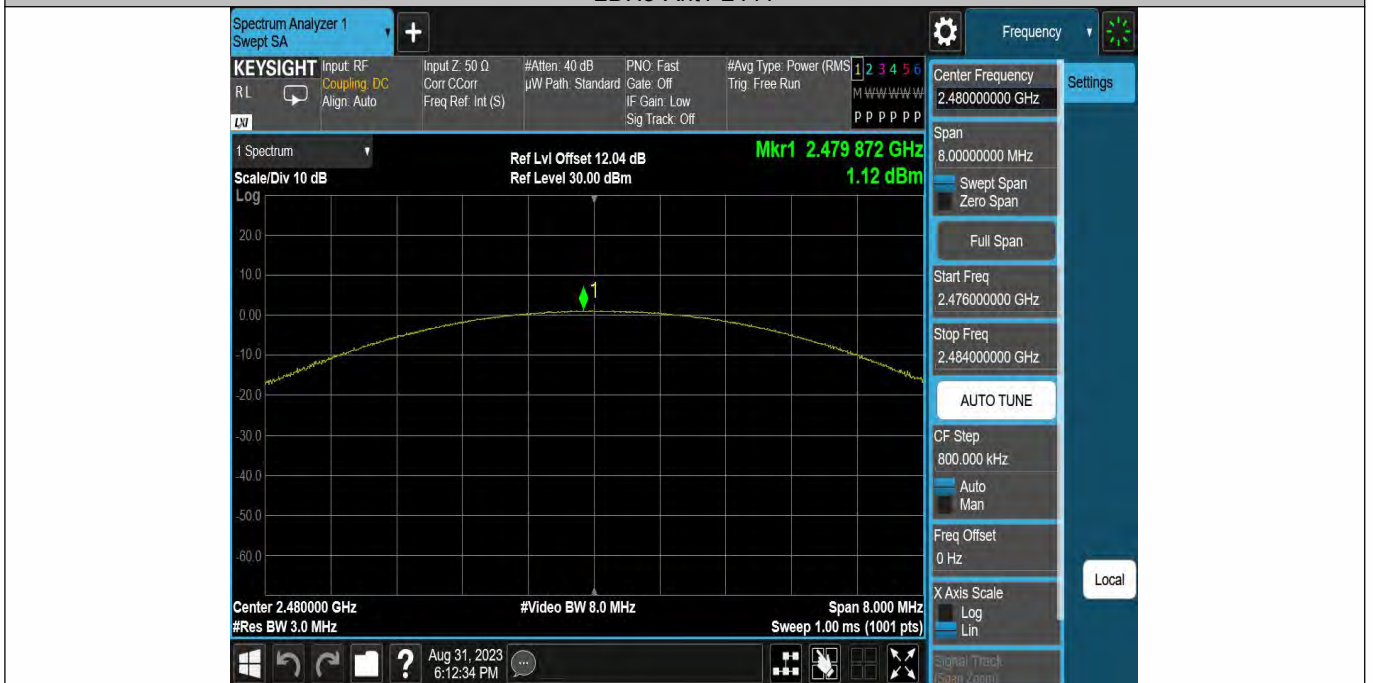 Spectrum Analyzer 1
Swept SA
Frequency
KEYSIGHT
RL
LXI
Input: RF
Coupling: DC
Align: Auto
Input Z: 50 Ω
Corr CCorr
Freq Ref: Int (S)
#Atten: 40 dB
µW Path: Standard
PNO: Fast
Gate: Off
IF Gain: Low
Sig Track: Off
#Avg Type: Power (RMS
Trig: Free Run
1 2 3 4 5 6
M W W W W W
P P P P P P
1 Spectrum
Scale/Div 10 dB
Log
Ref Lvl Offset 12.04 dB
Ref Level 30.00 dBm
Mkr1 2.479 872 GHz
1.12 dBm
20.0
10.0
1
0.00
-10.0
-20.0
-30.0
-40.0
-50.0
-60.0
Center 2.480000 GHz
#Res BW 3.0 MHz
#Video BW 8.0 MHz
Span 8.000 MHz
Sweep 1.00 ms (1001 pts)
Aug 31, 2023
6:12:34 PM
Center Frequency
2.480000000 GHz
Settings
Span
8.00000000 MHz
Swept Span
Zero Span
Full Span
Start Freq
2.476000000 GHz
Stop Freq
2.484000000 GHz
AUTO TUNE
CF Step
800.000 kHz
Auto
Man
Freq Offset
0 Hz
X Axis Scale
Log
Lin
Signal Track
(Span Zoom)
Local